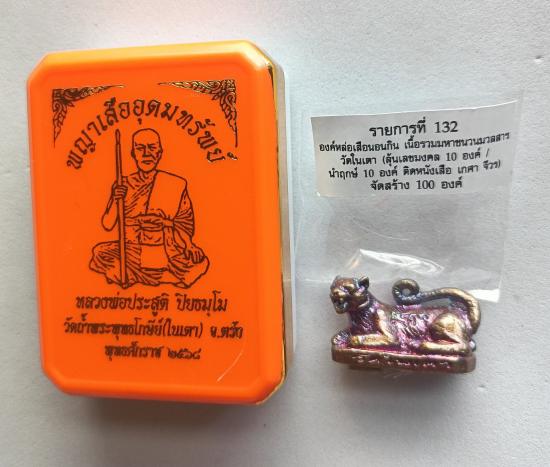 พญาเสืออุดมทรัพย์
หลวงพ่อประสูติ ปิยธมฺโม
วัดถ้ำพระพุทธโกษีย์(ในเตา) จ.ตรัง
พุทธศักราช ๒๕๖๘
รายการที่ 132
องค์หล่อเสือนอนกิน เนื้อรวมมหาชนวนมวลสาร
วัดในเตา (ลุ้นเลขมงคล 10 องค์ /
นำฤกษ์ 10 องค์ ติดหนังเสือ เกศา จีวร)
จัดสร้าง 100 องค์